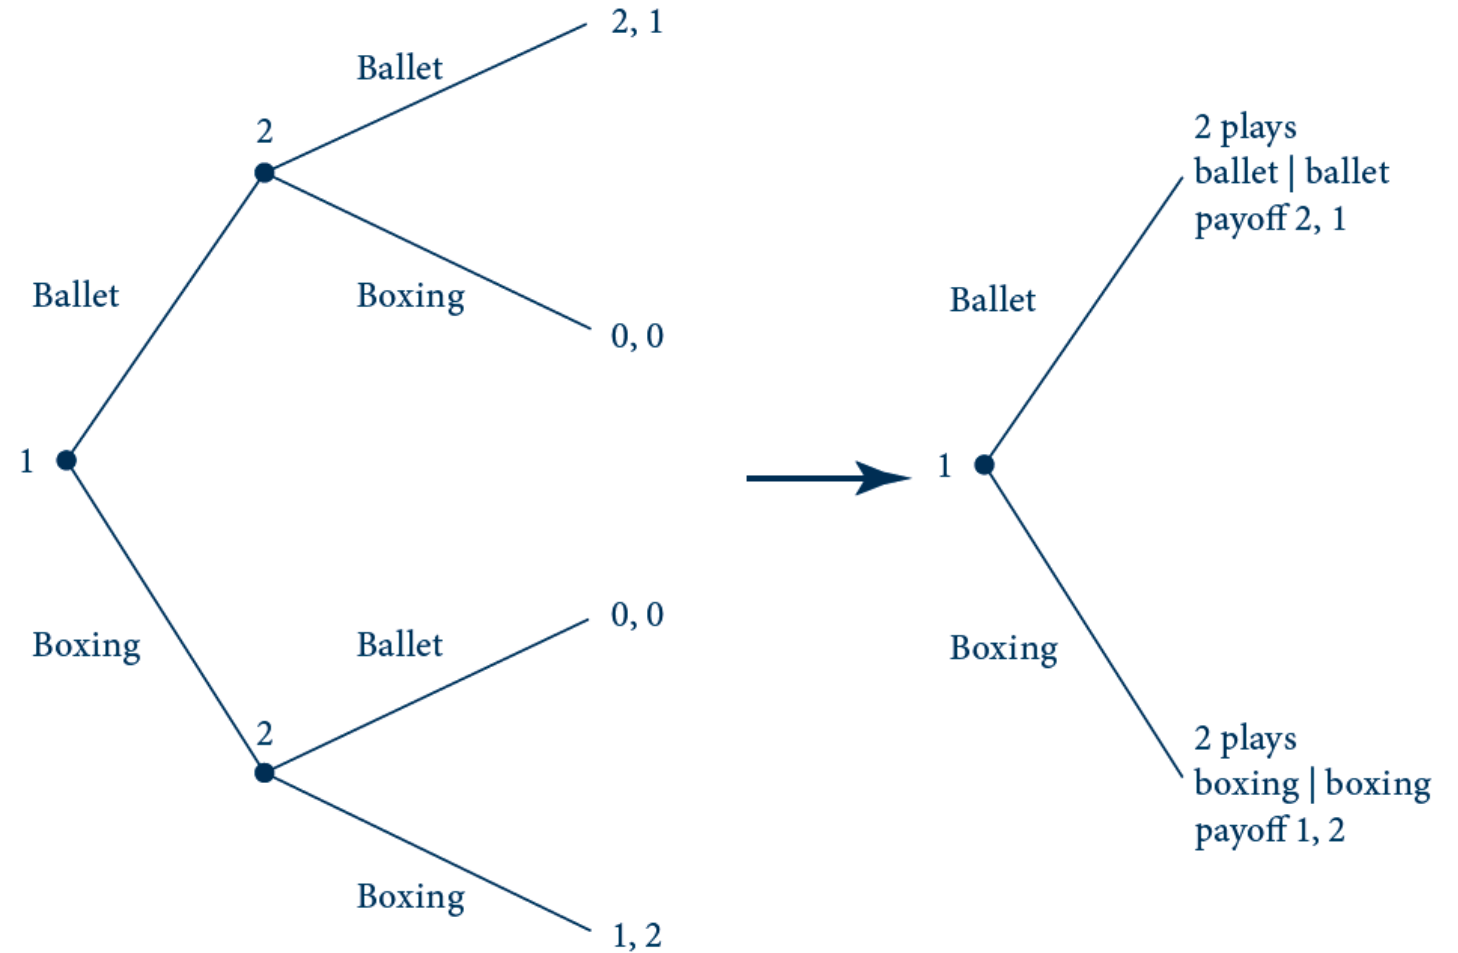 2, 1
Ballet
2
Ballet
Boxing
0, 0
1
0, 0
Boxing
Ballet
2
Boxing
1, 2
2 plays
ballet | ballet
payoff 2, 1
Ballet
1
Boxing
2 plays
boxing | boxing
payoff 1, 2